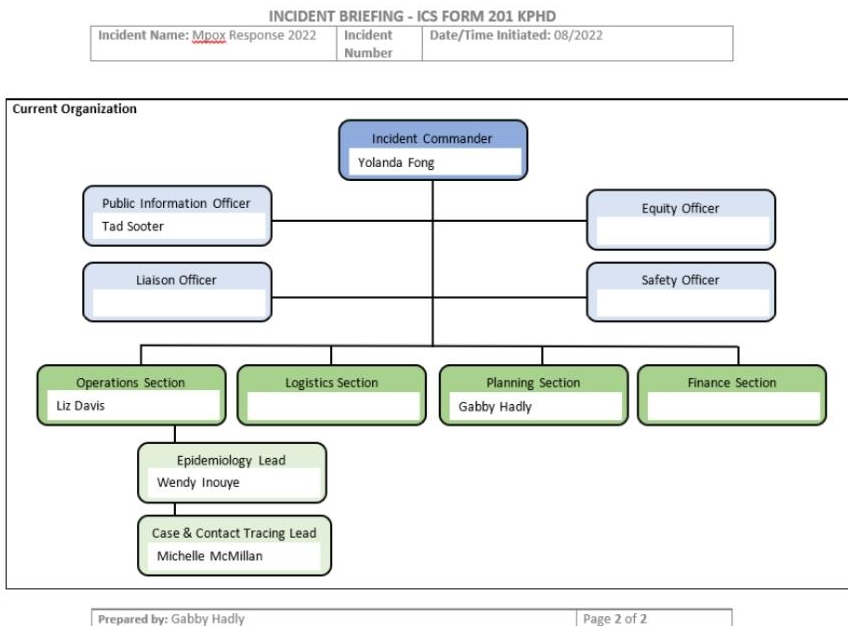 INCIDENT BRIEFING - ICS FORM 201 KPHD
Incident Name: Mpox Response 2022
Incident Number
Date/Time Initiated: 08/2022
Current Organization
Incident Commander
Yolanda Fong
Public Information Officer
Tad Sooter
Equity Officer
Liaison Officer
Safety Officer
Operations Section
Liz Davis
Logistics Section
Planning Section
Gabby Hadly
Finance Section
Epidemiology Lead
Wendy Inouye
Case & Contact Tracing Lead
Michelle McMillan
Prepared by: Gabby Hadly
Page 2 of 2